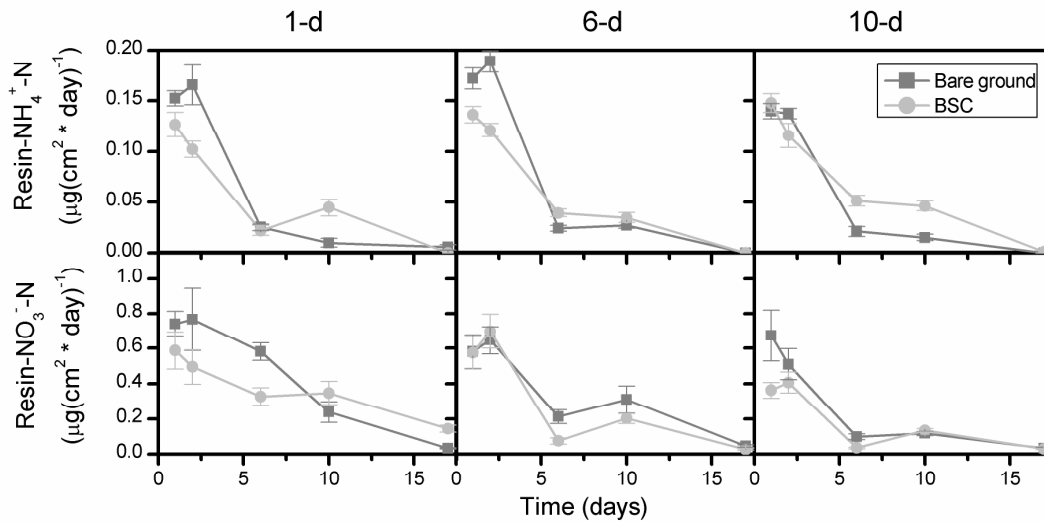 1-d 6-d 10-d
Resin-NH₄⁺-N
(µg(cm² * day)⁻¹
0.20
0.15
0.10
0.05
0.00
Bare ground
BSC
Resin-NO₃⁻-N
(µg(cm² * day)⁻¹
1.0
0.8
0.6
0.4
0.2
0.0
0 5 10 15 0 5 10 15 0 5 10 15
Time (days)